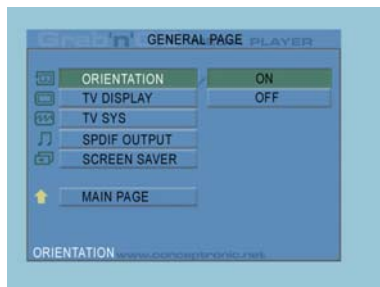 Grab'n'G PLAYER
GENERAL PAGE
ORIENTATION ON
TV DISPLAY OFF
TV SYS
SPDIF OUTPUT
SCREEN SAVER
MAIN PAGE
ORIENTATION www.conceptronic.net